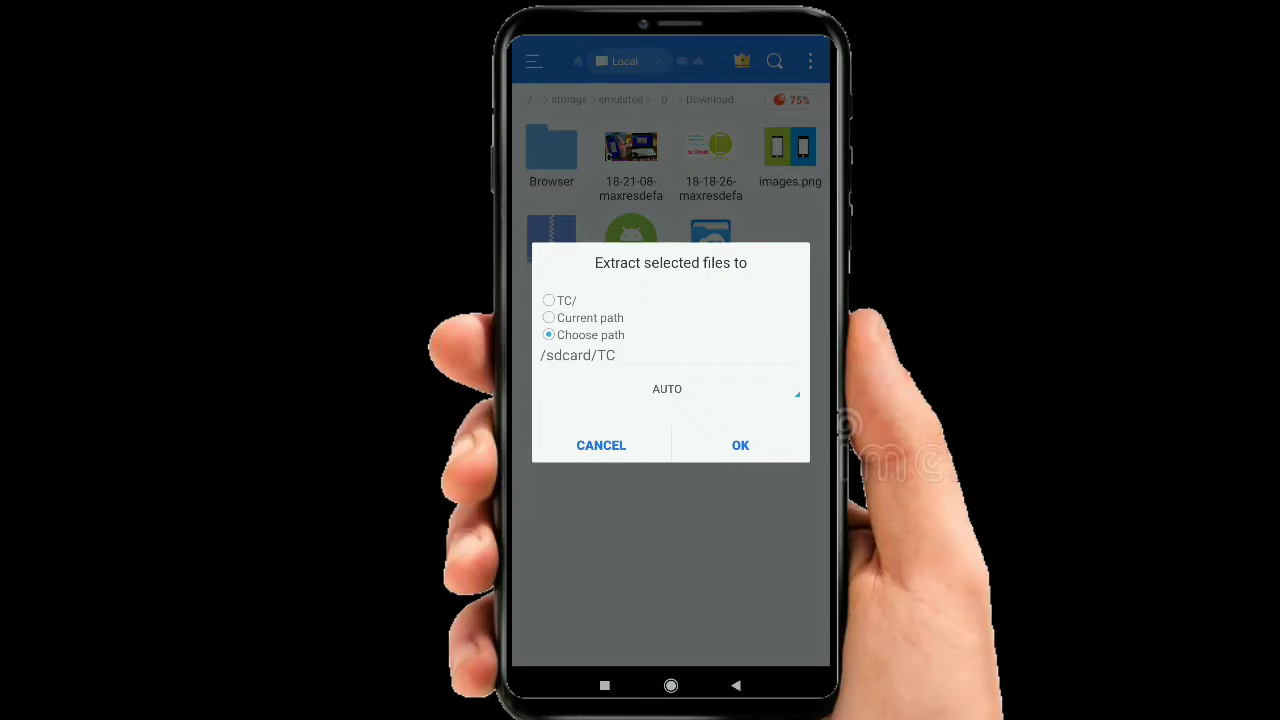 Local
75%
/ storage emulated 0 Download
Browser
18-21-08-
maxresdefa
18-18-26-
maxresdefa
images.png
Extract selected files to
TC/
Current path
Choose path
/sdcard/TC
AUTO
CANCEL
OK